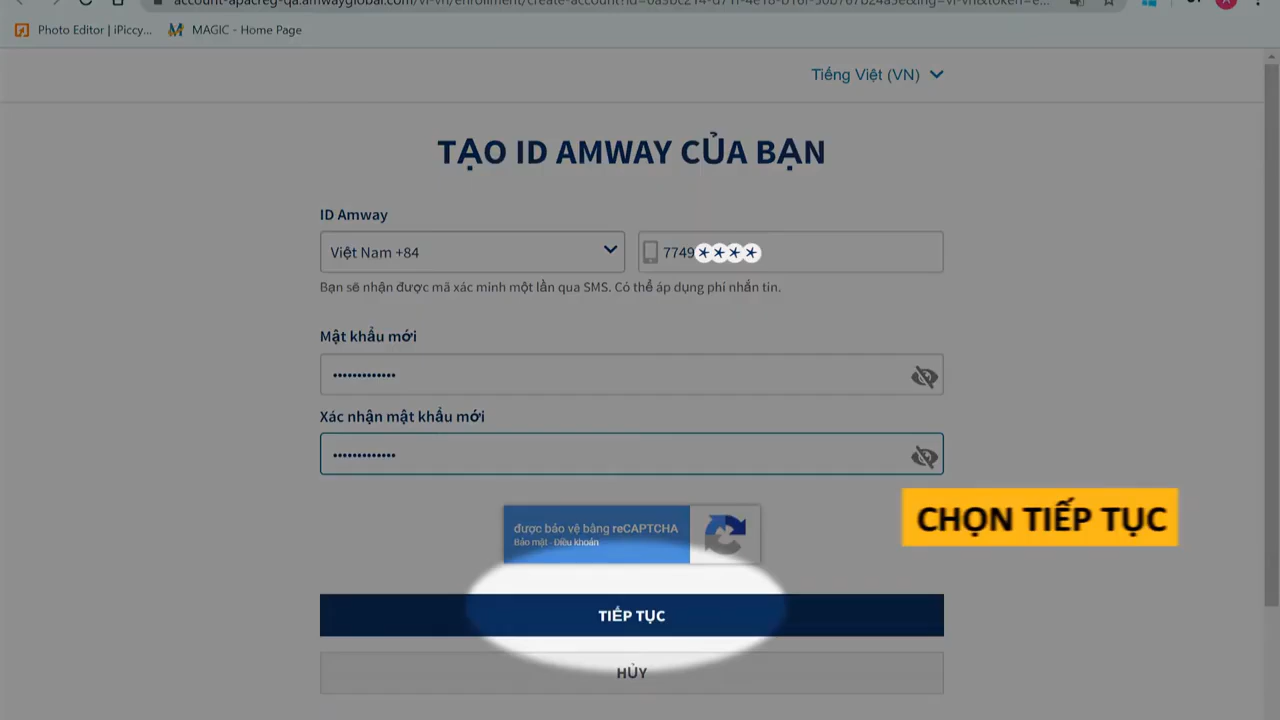 Photo Editor | iPiccy... MAGIC - Home Page
Tiếng Việt (VN)
TẠO ID AMWAY CỦA BẠN
ID Amway
Việt Nam +84 7749****
Bạn sẽ nhận được mã xác minh một lần qua SMS. Có thể áp dụng phí nhắn tin.
Mật khẩu mới
•••••••••••••
Xác nhận mật khẩu mới
•••••••••••••
được bảo vệ bằng reCAPTCHA
Bảo mật - Điều khoản
CHỌN TIẾP TỤC
TIẾP TỤC
HỦY